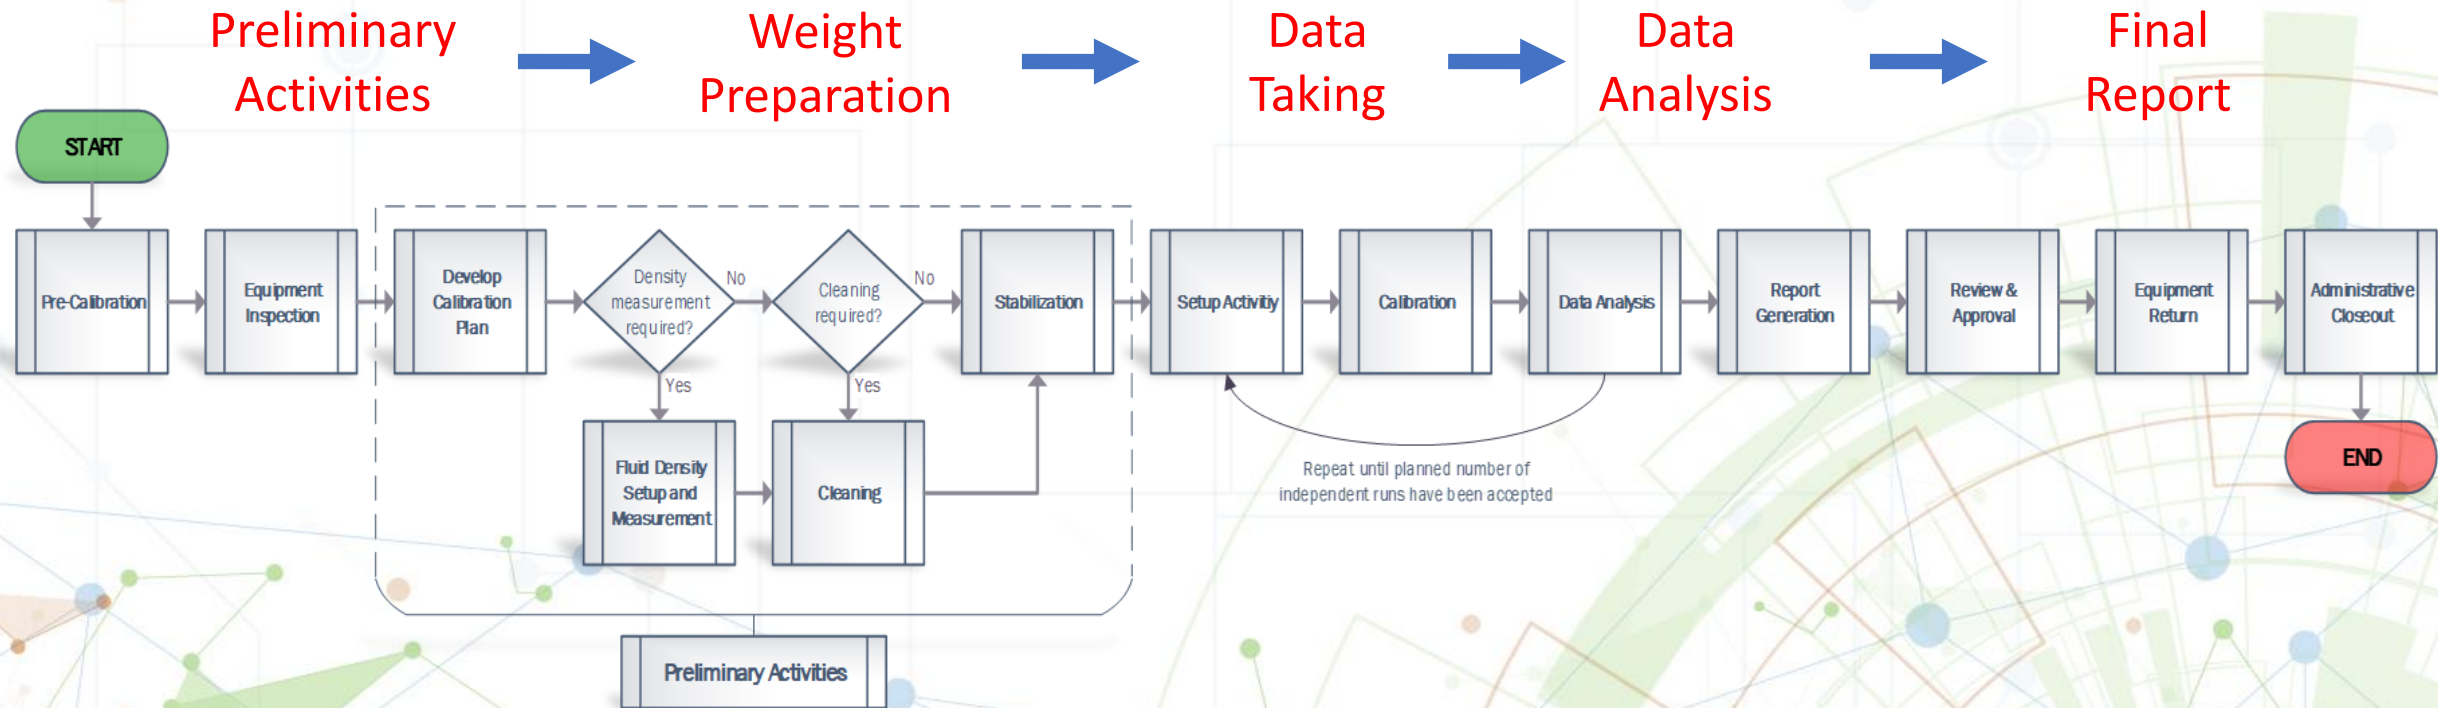 Preliminary
Activities
Weight
Preparation
Data
Taking
Data
Analysis
Final
Report
START
Pre-Calibration
Equipment
Inspection
Develop
Calibration
Plan
Density
measurement
required?
No
Yes
Cleaning
required?
No
Yes
Stabilization
Fluid Density
Setup and
Measurement
Cleaning
Preliminary Activities
Setup Activitiy
Calibration
Data Analysis
Repeat until planned number of
independent runs have been accepted
Report
Generation
Review &
Approval
Equipment
Return
Administrative
Closeout
END